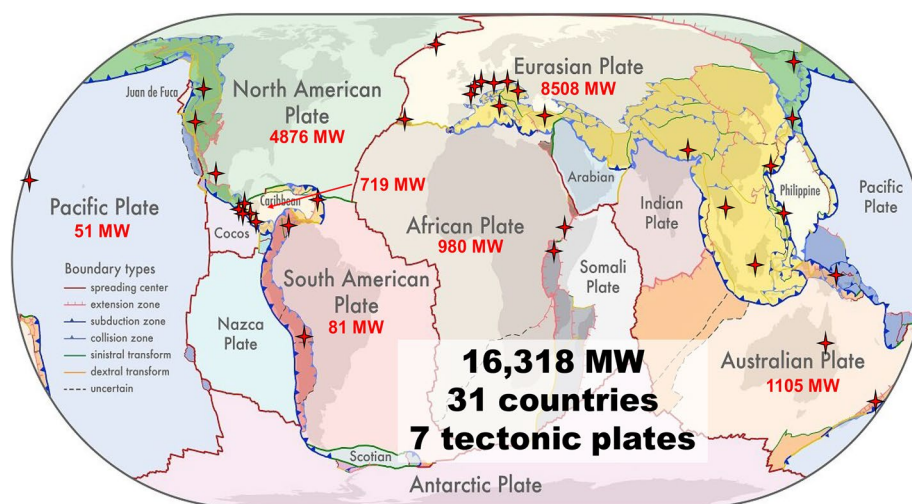 Juan de Fuca
North American
Plate
4876 MW
Eurasian Plate
8508 MW
719 MW
Caribbean
Arabian
Philippine
Pacific Plate
51 MW
Cocos
African Plate
980 MW
Indian
Plate
Pacific
Plate
Boundary types
spreading center
extension zone
subduction zone
collision zone
sinistral transform
dextral transform
uncertain
Nazca
Plate
South American
Plate
81 MW
Somali
Plate
Australian Plate
1105 MW
16,318 MW
31 countries
7 tectonic plates
Scotian
Antarctic Plate